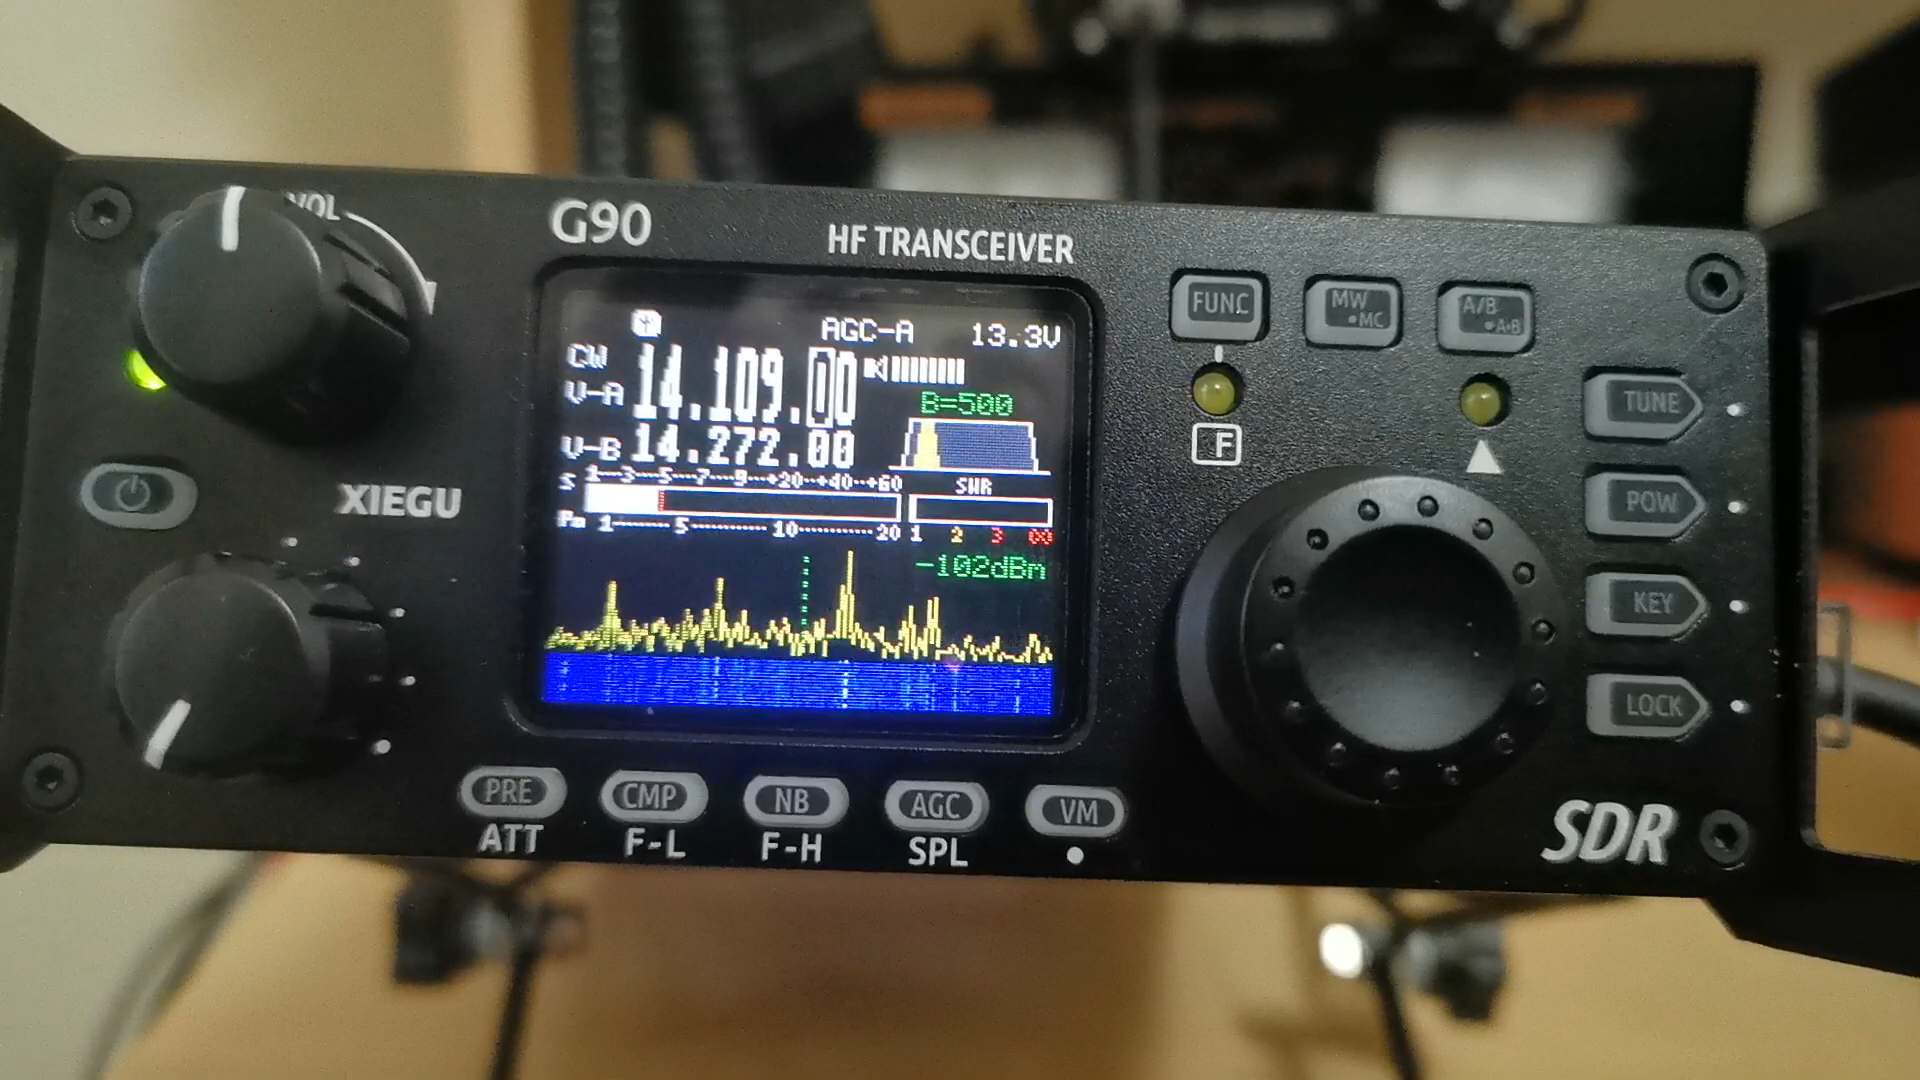 VOL
G90
HF TRANSCEIVER
FUNC
MW
MC
A/B
A=B
AGC-A 13.3V
CW
V-A 14.109.00
B=500
V-B 14.272.00
S 1--3--5--7--9--+20--+40--+60
SWR
Po 1-------5----------10----------20
1 2 3 ∞
-102dBm
F
TUNE
POW
KEY
LOCK
XIEGU
PRE
CMP
NB
AGC
VM
ATT
F-L
F-H
SPL
SDR